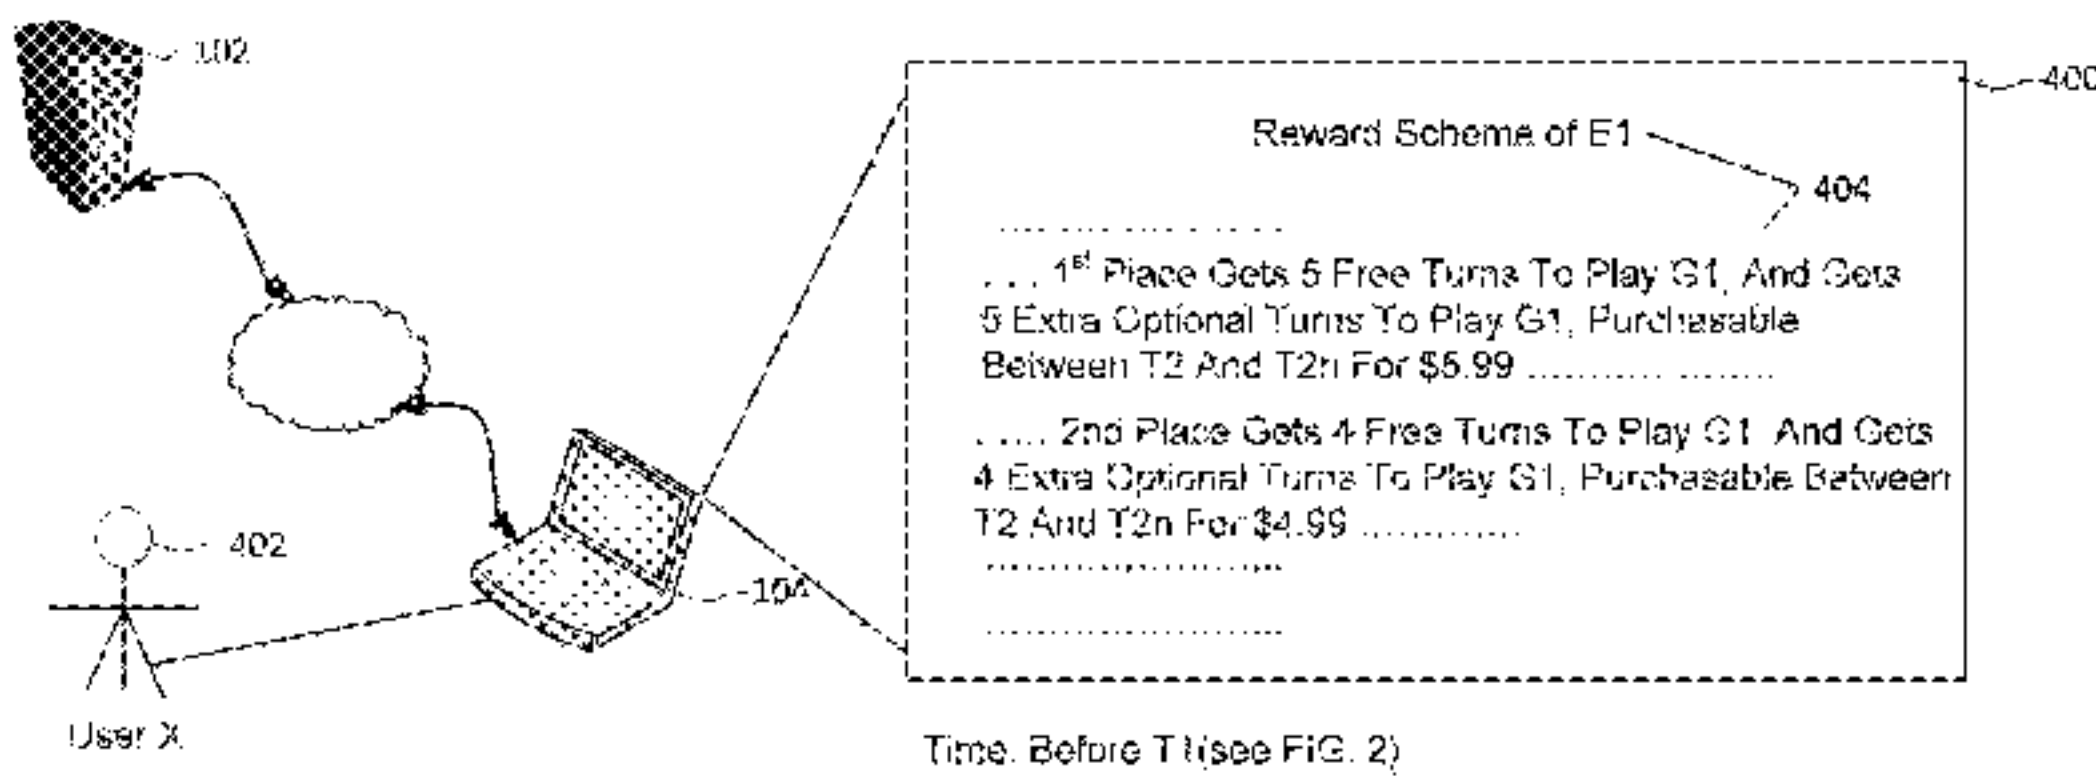 102
400
Reward Scheme of E1
404
.......................
.... 1st Place Gets 5 Free Turns To Play G1, And Gets
5 Extra Optional Turns To Play G1, Purchasable
Between T2 And T2n For $5.99 ....................
...... 2nd Place Gets 4 Free Turns To Play G1 And Gets
4 Extra Optional Turns To Play G1, Purchasable Between
T2 And T2n For $4.99 .............
.......................
.......................
402
104
User X
Time. Before T1(see FIG. 2)